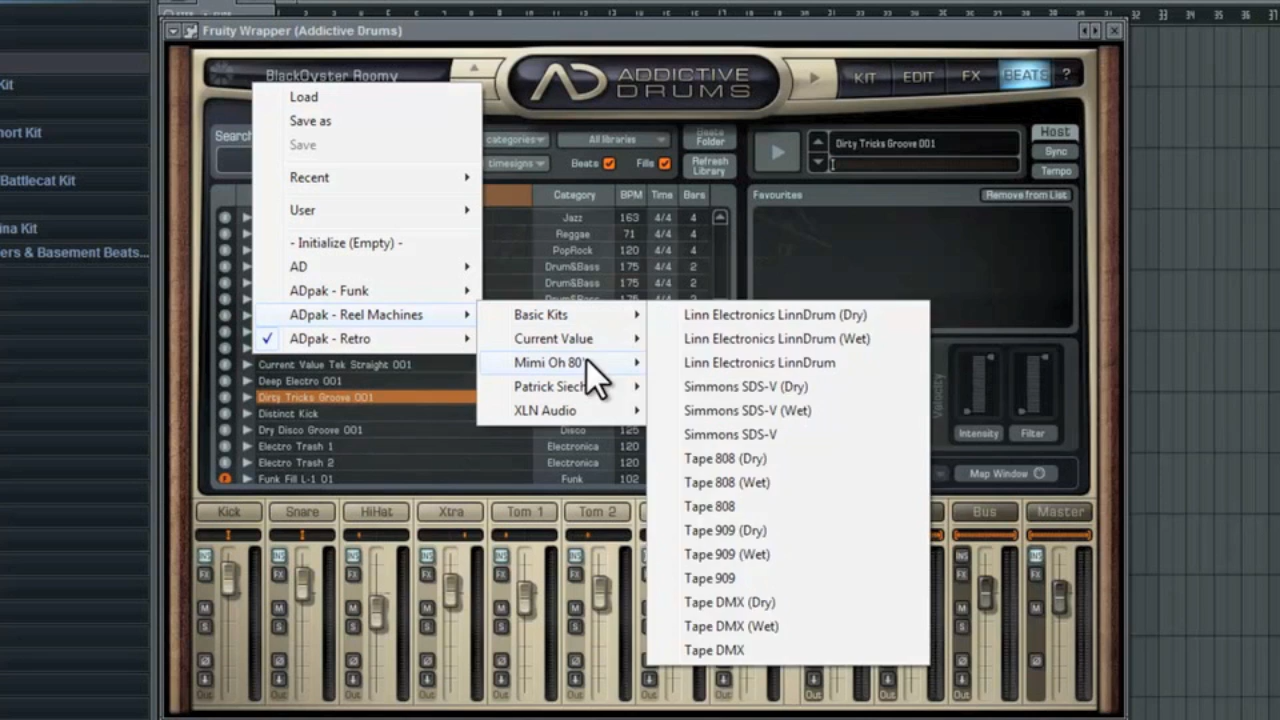 Fruity Wrapper (Addictive Drums)
BlackOyster Roomy
ADDICTIVE
DRUMS
KIT
EDIT
FX
BEATS
?
Kit
Battlecat Kit
Load
Save as
Save
Recent
User
- Initialize (Empty) -
AD
ADpak - Funk
ADpak - Reel Machines
ADpak - Retro
Search
categories
All libraries
timesigns
Beats
Fills
Beats
Folder
Refresh
Library
Dirty Tricks Groove 001
Host
Sync
Tempo
Category
BPM
Time
Bars
Favourites
Remove from List
Jazz 163 4/4 4
Reggae 71 4/4 4
PopRock 120 4/4 4
Drum&Bass 175 4/4 2
Drum&Bass 175 4/4 2
Basic Kits
Current Value
Mimi Oh 80
Patrick
XLN Audio
Linn Electronics LinnDrum (Dry)
Linn Electronics LinnDrum (Wet)
Linn Electronics LinnDrum
Simmons SDS-V (Dry)
Simmons SDS-V (Wet)
Simmons SDS-V
Tape 808 (Dry)
Tape 808 (Wet)
Tape 808
Tape 909 (Dry)
Tape 909 (Wet)
Tape 909
Tape DMX (Dry)
Tape DMX (Wet)
Tape DMX
Current Value Tek Straight 001
Deep Electro 001
Dirty Tricks Groove 001
Distinct Kick
Dry Disco Groove 001 Disco 125
Electro Trash 1 Electronica 120
Electro Trash 2 Electronica 120
Funk Fill L-1 01 Funk 102
Velocity
Intensity
Filter
Map Window
Kick
Snare
HiHat
Xtra
Tom 1
Tom 2
Bus
Master